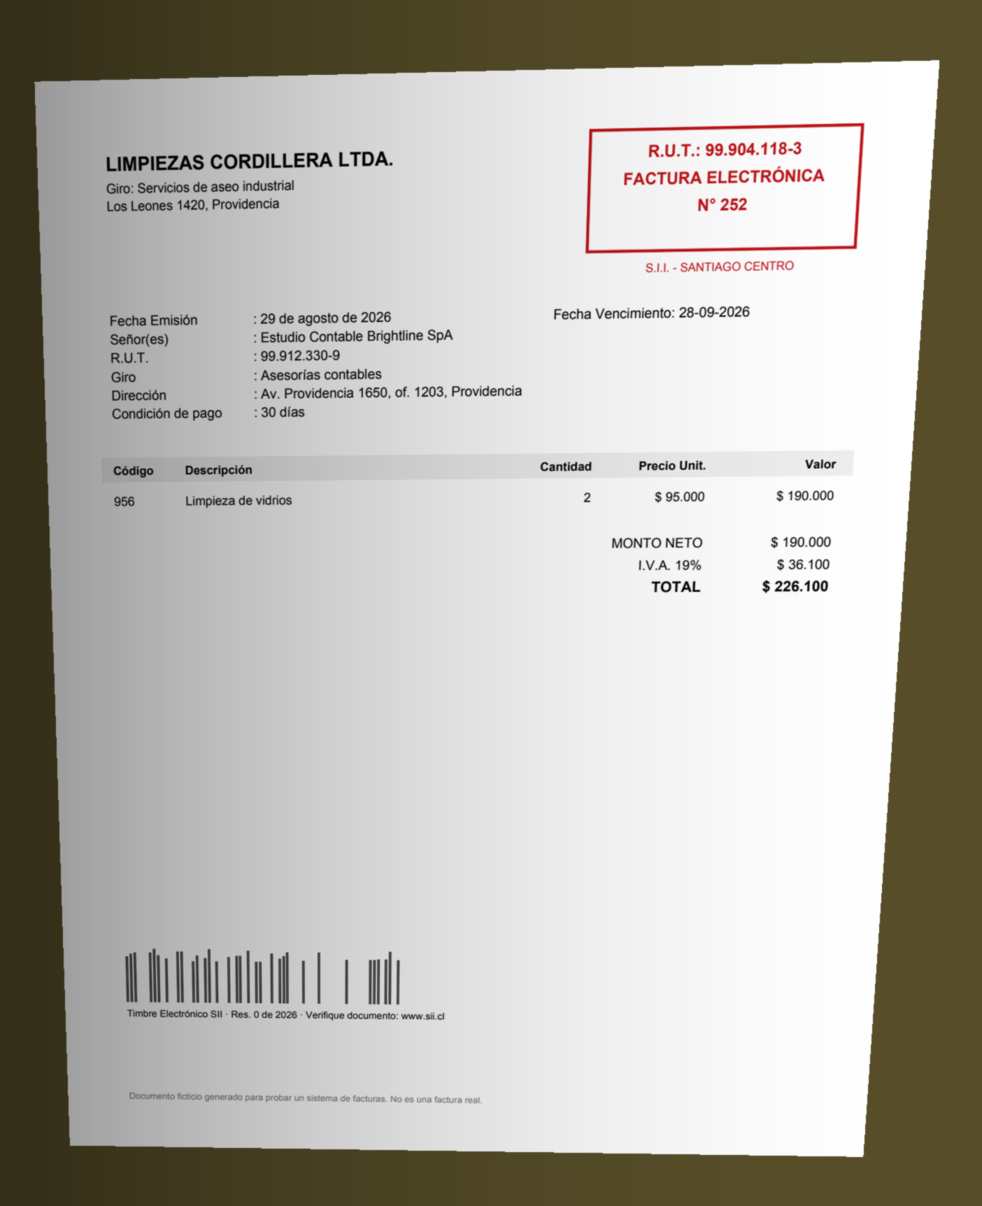 LIMPIEZAS CORDILLERA LTDA.
Giro: Servicios de aseo industrial
Los Leones 1420, Providencia
R.U.T.: 99.904.118-3
FACTURA ELECTRÓNICA
N° 252
S.I.I. - SANTIAGO CENTRO
Fecha Emisión : 29 de agosto de 2026 Fecha Vencimiento: 28-09-2026
Señor(es) : Estudio Contable Brightline SpA
R.U.T. : 99.912.330-9
Giro : Asesorías contables
Dirección : Av. Providencia 1650, of. 1203, Providencia
Condición de pago : 30 días
Código Descripción Cantidad Precio Unit. Valor
956 Limpieza de vidrios 2 $ 95.000 $ 190.000
MONTO NETO $ 190.000
I.V.A. 19% $ 36.100
TOTAL $ 226.100
Timbre Electrónico SII · Res. 0 de 2026 · Verifique documento: www.sii.cl
Documento ficticio generado para probar un sistema de facturas. No es una factura real.